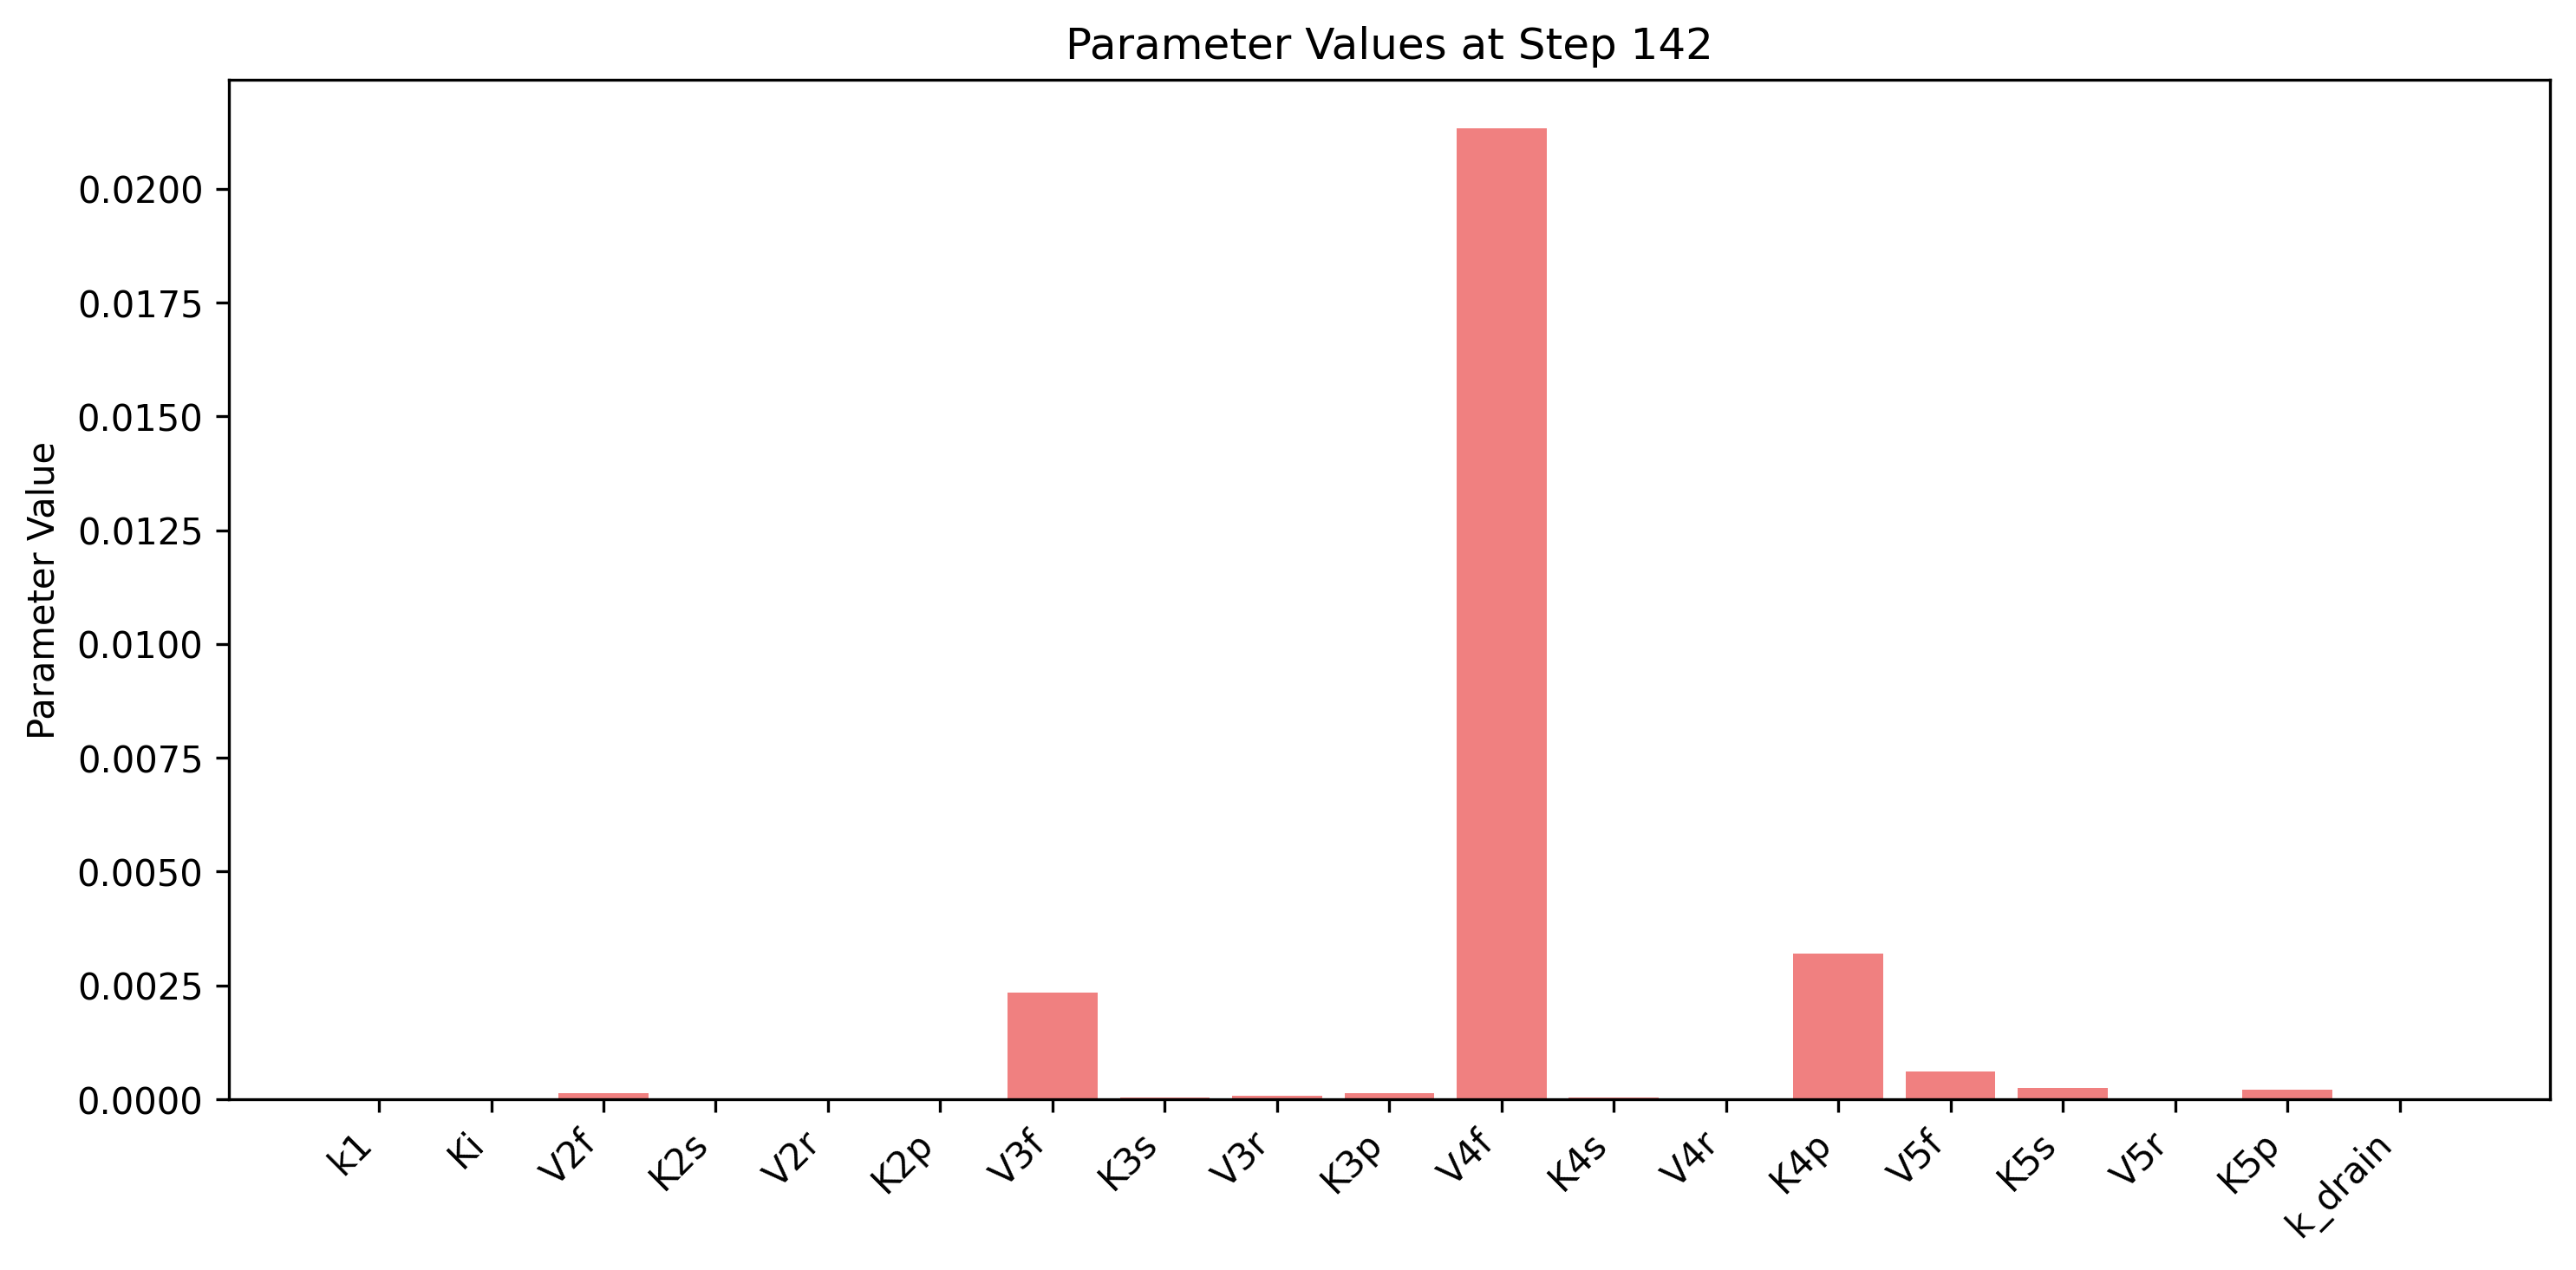 Parameter Values at Step 142
Parameter Value
0.0200
0.0175
0.0150
0.0125
0.0100
0.0075
0.0050
0.0025
0.0000
k1
Ki
V2f
K2s
V2r
K2p
V3f
K3s
V3r
K3p
V4f
K4s
V4r
K4p
V5f
K5s
V5r
K5p
k_drain